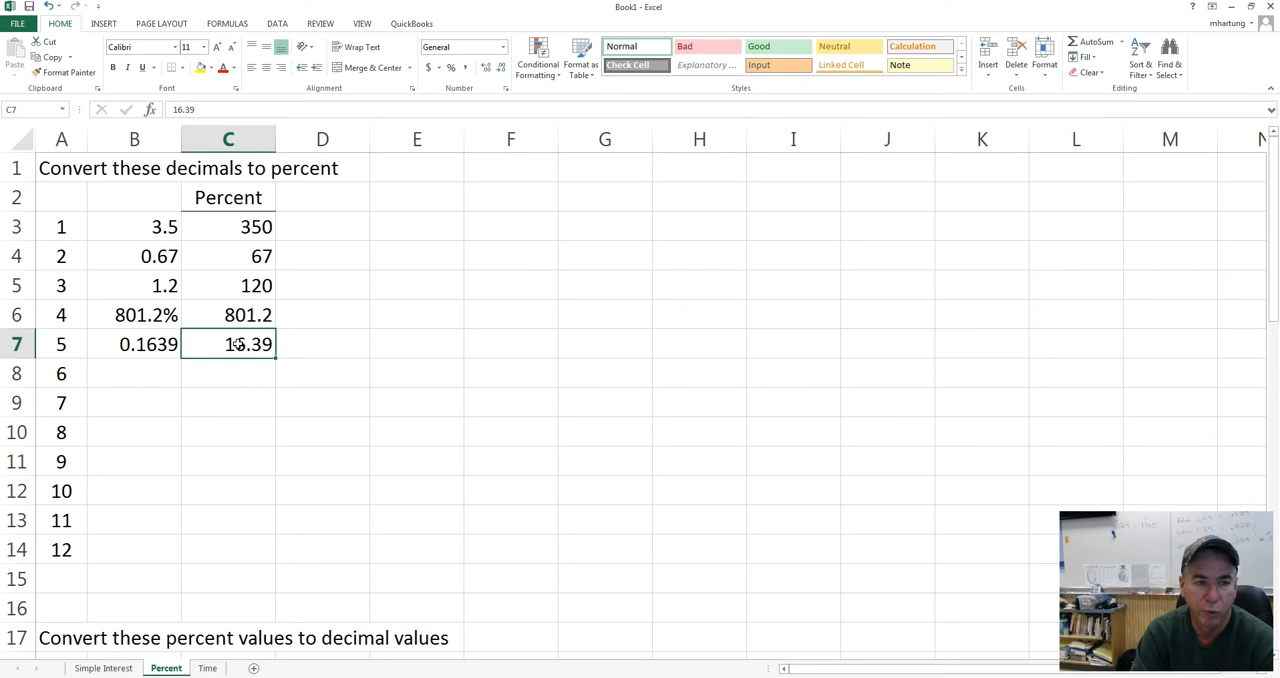 Book1 - Excel
FILE HOME INSERT PAGE LAYOUT FORMULAS DATA REVIEW VIEW QuickBooks
mhartung
Paste
Cut
Copy
Format Painter
Clipboard
Calibri 11
B I U
Font
Wrap Text
Merge & Center
Alignment
General
$ % ,
Number
Conditional Formatting
Format as Table
Normal Bad Good Neutral Calculation
Check Cell Explanatory ... Input Linked Cell Note
Styles
Insert Delete Format
Cells
AutoSum
Fill
Clear
Sort & Filter
Find & Select
Editing
C7 fx 16.39
A B C D E F G H I J K L M N
1 Convert these decimals to percent
2 Percent
3 1 3.5 350
4 2 0.67 67
5 3 1.2 120
6 4 801.2% 801.2
7 5 0.1639 16.39
8 6
9 7
10 8
11 9
12 10
13 11
14 12
15
16
17 Convert these percent values to decimal values
Simple Interest Percent Time